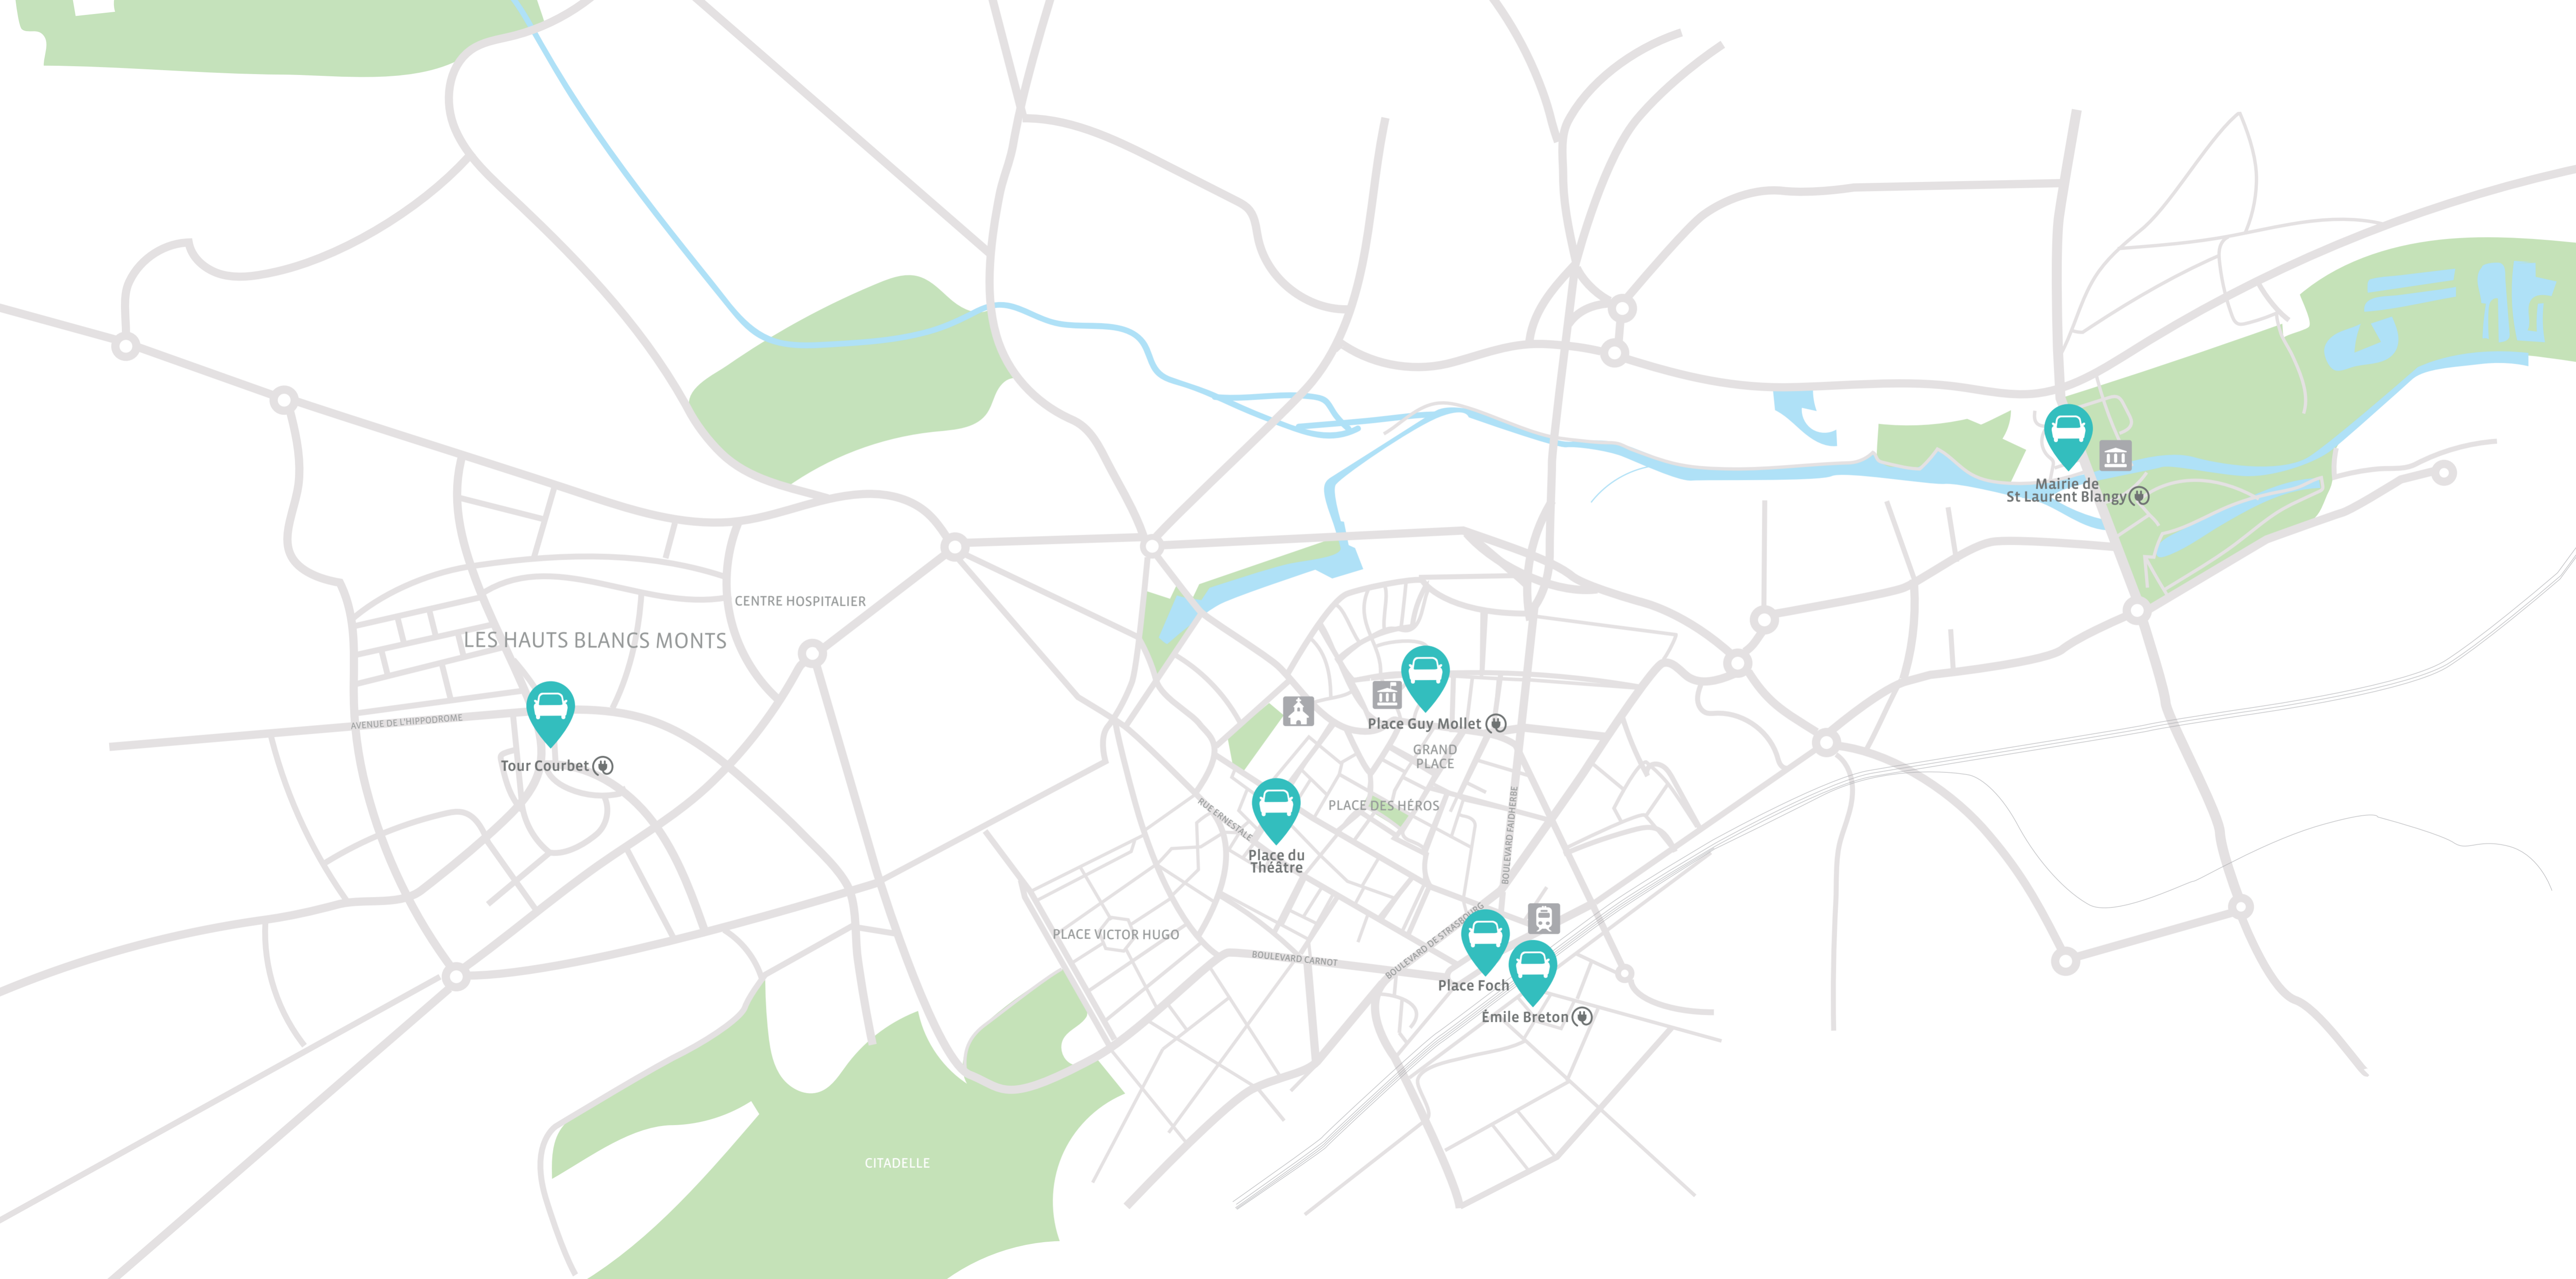 Mairie de
St Laurent Blangy
CENTRE HOSPITALIER
LES HAUTS BLANCS MONTS
AVENUE DE L'HIPPODROME
Tour Courbet
Place Guy Mollet
GRAND
PLACE
PLACE DES HÉROS
RUE ERNESTALE
BOULEVARD FAIDHERBE
Place du
Théâtre
PLACE VICTOR HUGO
BOULEVARD CARNOT
BOULEVARD DE STRASBOURG
Place Foch
Émile Breton
CITADELLE